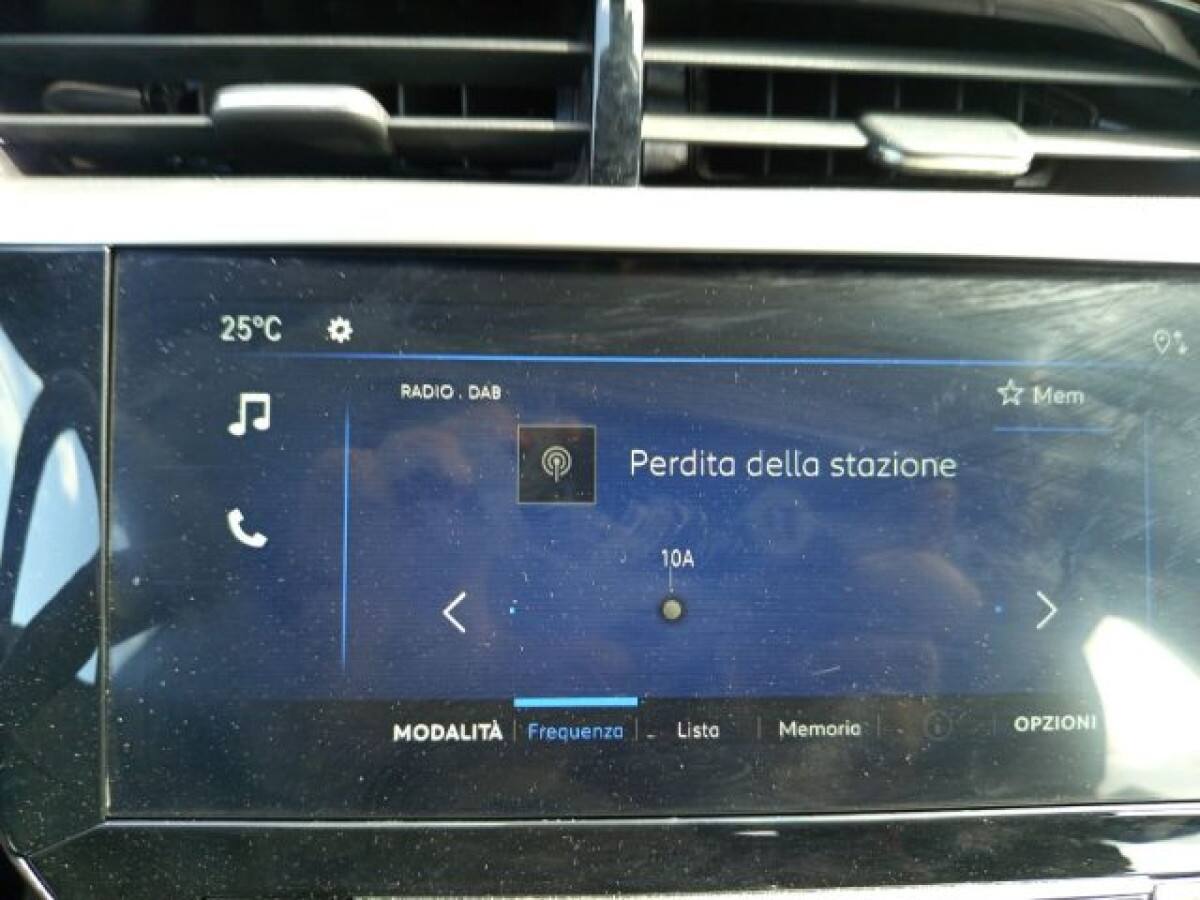 25°C
RADIO . DAB
Mem
Perdita della stazione
10A
MODALITÀ
Frequenza
Lista
Memoria
OPZIONI